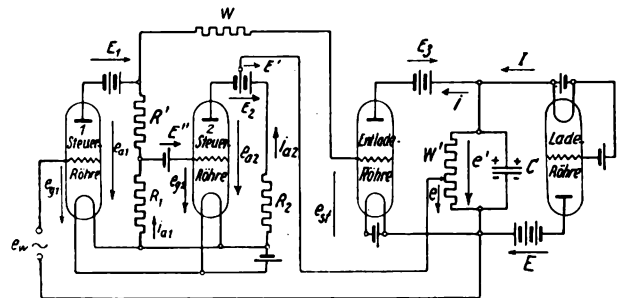 W
E₁
E'
E₂
E₃
I
i
R'
E"
1
Steuer-
Röhre
e_a1
e_g1
2
Steuer-
Röhre
e_g2
e_a2
i_a2
R₁
i_a1
R₂
Entlade-
Röhre
e_st
W'
e'
e
C
Lade-
Röhre
E
e_w